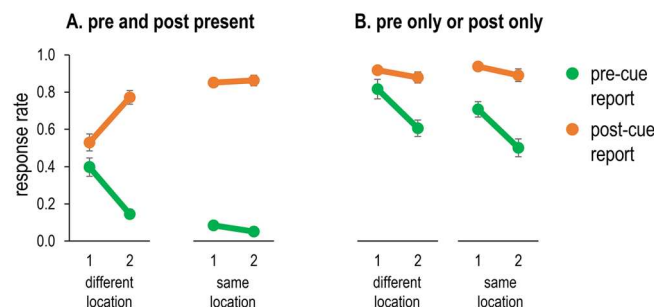 A. pre and post present
B. pre only or post only
response rate
1.0
0.8
0.6
0.4
0.2
0.0
1 2
different
location
1 2
same
location
1 2
different
location
1 2
same
location
pre-cue
report
post-cue
report